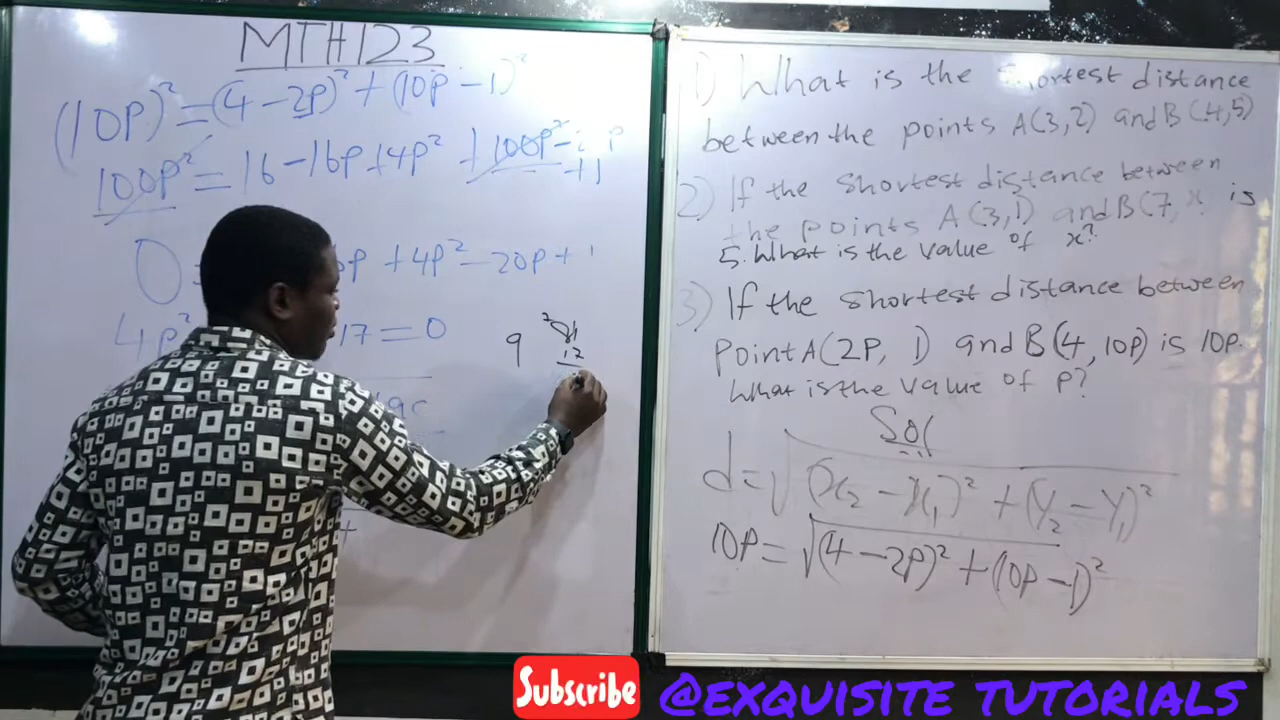 MTH123
(10P)² = (4 - 2P)² + (10P - 1)²
100P² = 16 - 16P + 4P² + 100P² - P + 1
0 P + 4P² - 20P + 1
4P² 17 = 0
9 12
1) What is the shortest distance
between the points A(3,2) and B(4,5)
2) If the shortest distance between
the points A(3,1) and B(7,x is
5. What is the value of x?
3) If the shortest distance between
Point A(2P, 1) and B(4, 10P) is 10P.
What is the value of P?
Sol
d = √(x₂ - x₁)² + (y₂ - y₁)²
10P = √(4 - 2P)² + (10P - 1)²
Subscribe @EXQUISITE TUTORIALS